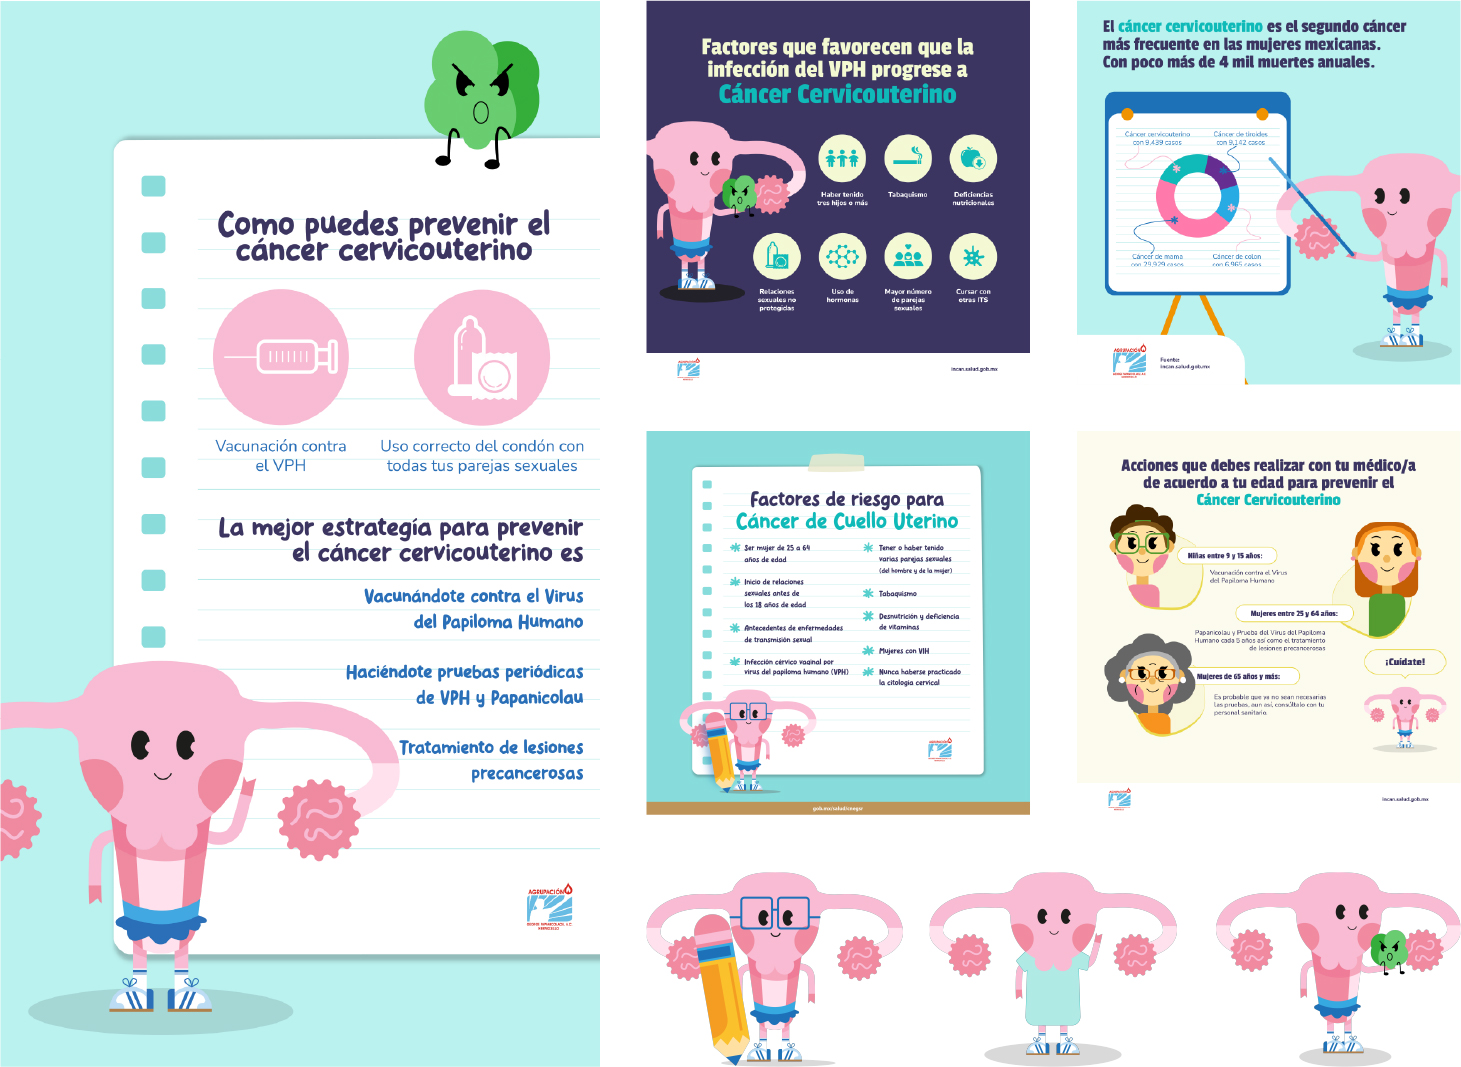 Como puedes prevenir el
cáncer cervicouterino
Vacunación contra
el VPH
Uso correcto del condón con
todas tus parejas sexuales
La mejor estrategía para prevenir
el cáncer cervicouterino es
Vacunándote contra el Virus
del Papiloma Humano
Haciéndote pruebas periódicas
de VPH y Papanicolau
Tratamiento de lesiones
precancerosas
AGRUPACIÓN
Factores que favorecen que la
infección del VPH progrese a
Cáncer Cervicouterino
Haber tenido
tres hijos o más
Tabaquismo
Deficiencias
nutricionales
Relaciones
sexuales no
protegidas
Uso de
hormonas
Mayor número
de parejas
sexuales
Cursar con
otras ITS
incan.salud.gob.mx
El cáncer cervicouterino es el segundo cáncer
más frecuente en las mujeres mexicanas.
Con poco más de 4 mil muertes anuales.
Cáncer cervicouterino
con 9,439 casos
Cáncer de tiroides
con 9,142 casos
Cáncer de mama
con 29,929 casos
Cáncer de colon
con 6,965 casos
AGRUPACIÓN
Fuente:
incan.salud.gob.mx
Factores de riesgo para
Cáncer de Cuello Uterino
Ser mujer de 25 a 64
años de edad
Inicio de relaciones
sexuales antes de
los 18 años de edad
Antecedentes de enfermedades
de transmisión sexual
Infección cérvico vaginal por
virus del papiloma humano (VPH)
Tener o haber tenido
varias parejas sexuales
(del hombre y de la mujer)
Tabaquismo
Desnutrición y deficiencia
de vitaminas
Mujeres con VIH
Nunca haberse practicado
la citología cervical
gob.mx/salud/cnegsr
Acciones que debes realizar con tu médico/a
de acuerdo a tu edad para prevenir el
Cáncer Cervicouterino
Niñas entre 9 y 15 años:
Vacunación contra el Virus
del Papiloma Humano
Mujeres entre 25 y 64 años:
Papanicolau y Prueba del Virus del Papiloma
Humano cada 5 años así como el tratamiento
de lesiones precancerosas
Mujeres de 65 años y más:
Es probable que ya no sean necesarias
las pruebas, aun así, consúltalo con tu
personal sanitario.
¡Cuídate!
incan.salud.gob.mx